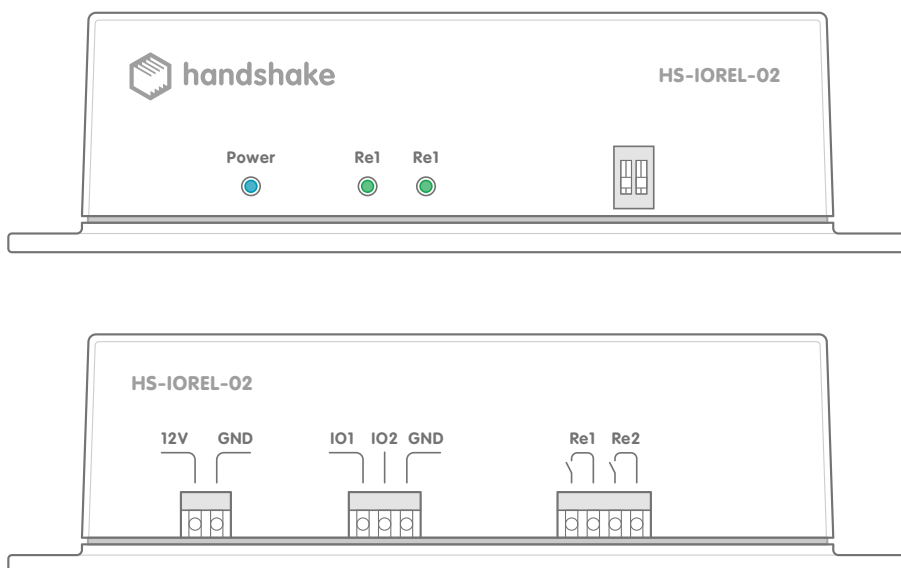 handshake
HS-IOREL-02
Power Re1 Re1
HS-IOREL-02
12V GND IO1 IO2 GND Re1 Re2